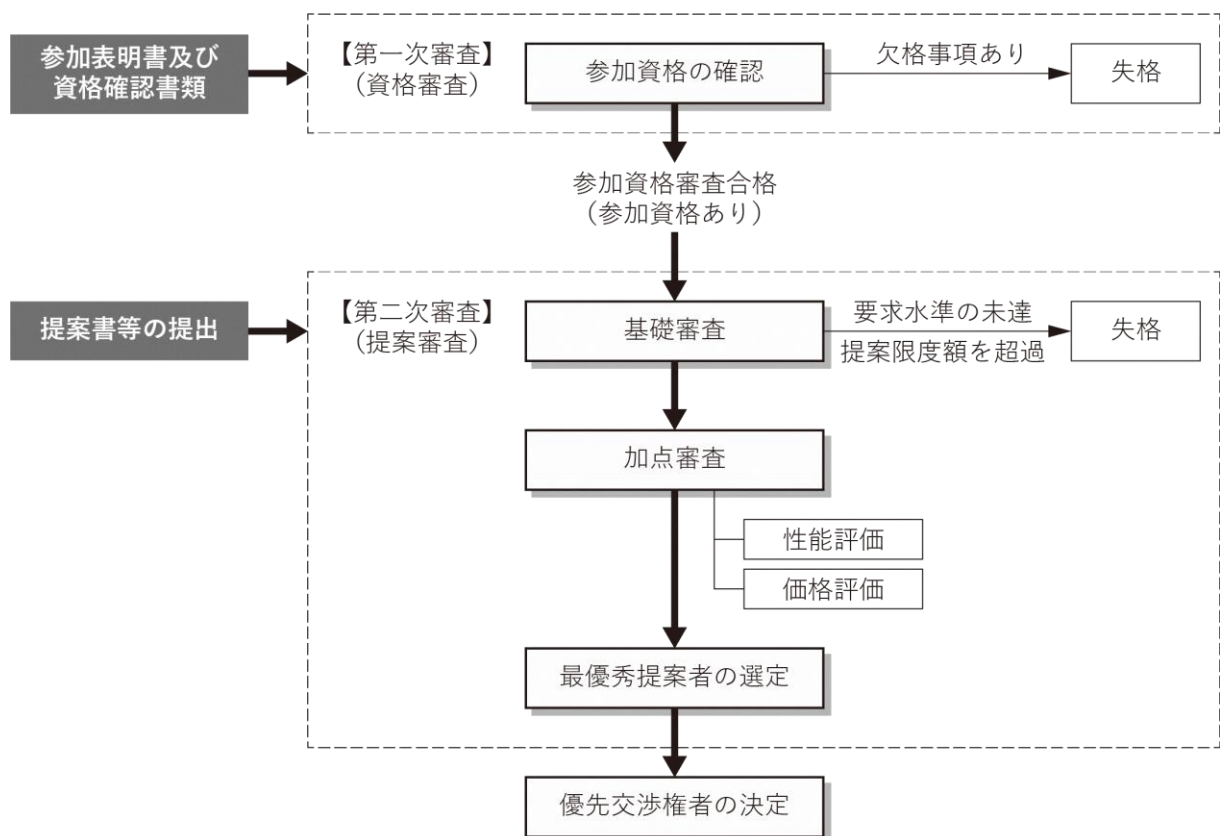 参加表明書及び
資格確認書類
【第一次審査】
（資格審査）
参加資格の確認
欠格事項あり
失格
参加資格審査合格
（参加資格あり）
提案書等の提出
【第二次審査】
（提案審査）
基礎審査
要求水準の未達
提案限度額を超過
失格
加点審査
性能評価
価格評価
最優秀提案者の選定
優先交渉権者の決定